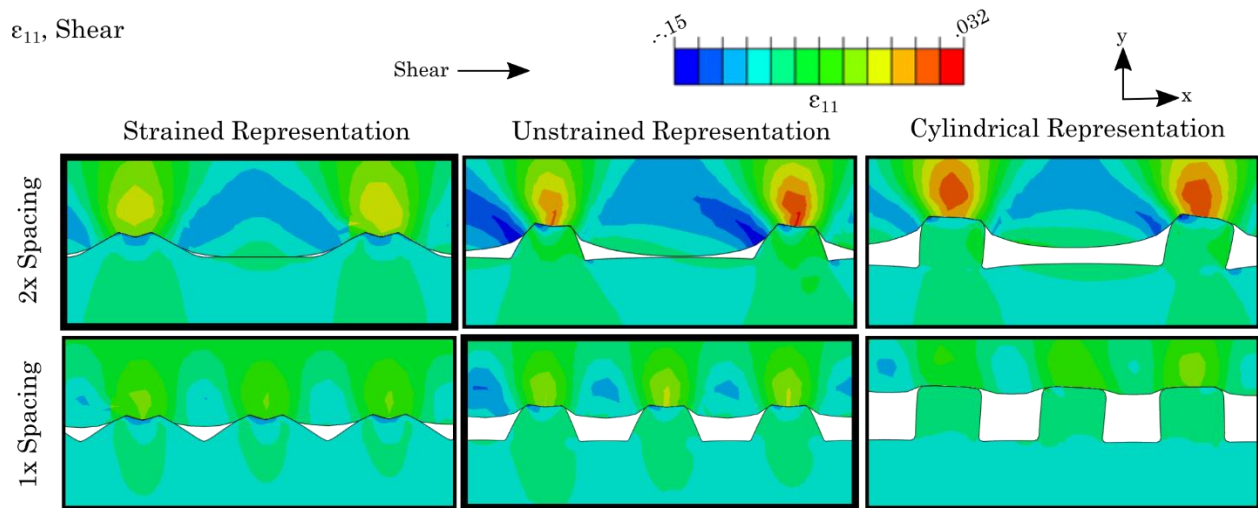 ε₁₁, Shear
.-.15
.032
y
Shear
ε₁₁
x
Strained Representation
Unstrained Representation
Cylindrical Representation
2x Spacing
1x Spacing